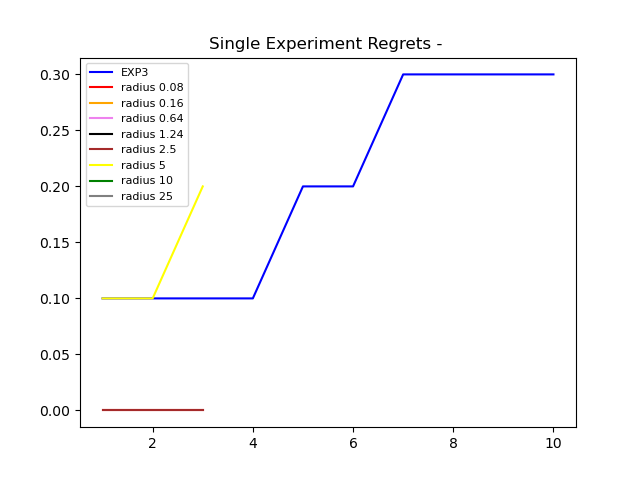 Single Experiment Regrets -
EXP3
radius 0.08
radius 0.16
radius 0.64
radius 1.24
radius 2.5
radius 5
radius 10
radius 25
0.30
0.25
0.20
0.15
0.10
0.05
0.00
2 4 6 8 10